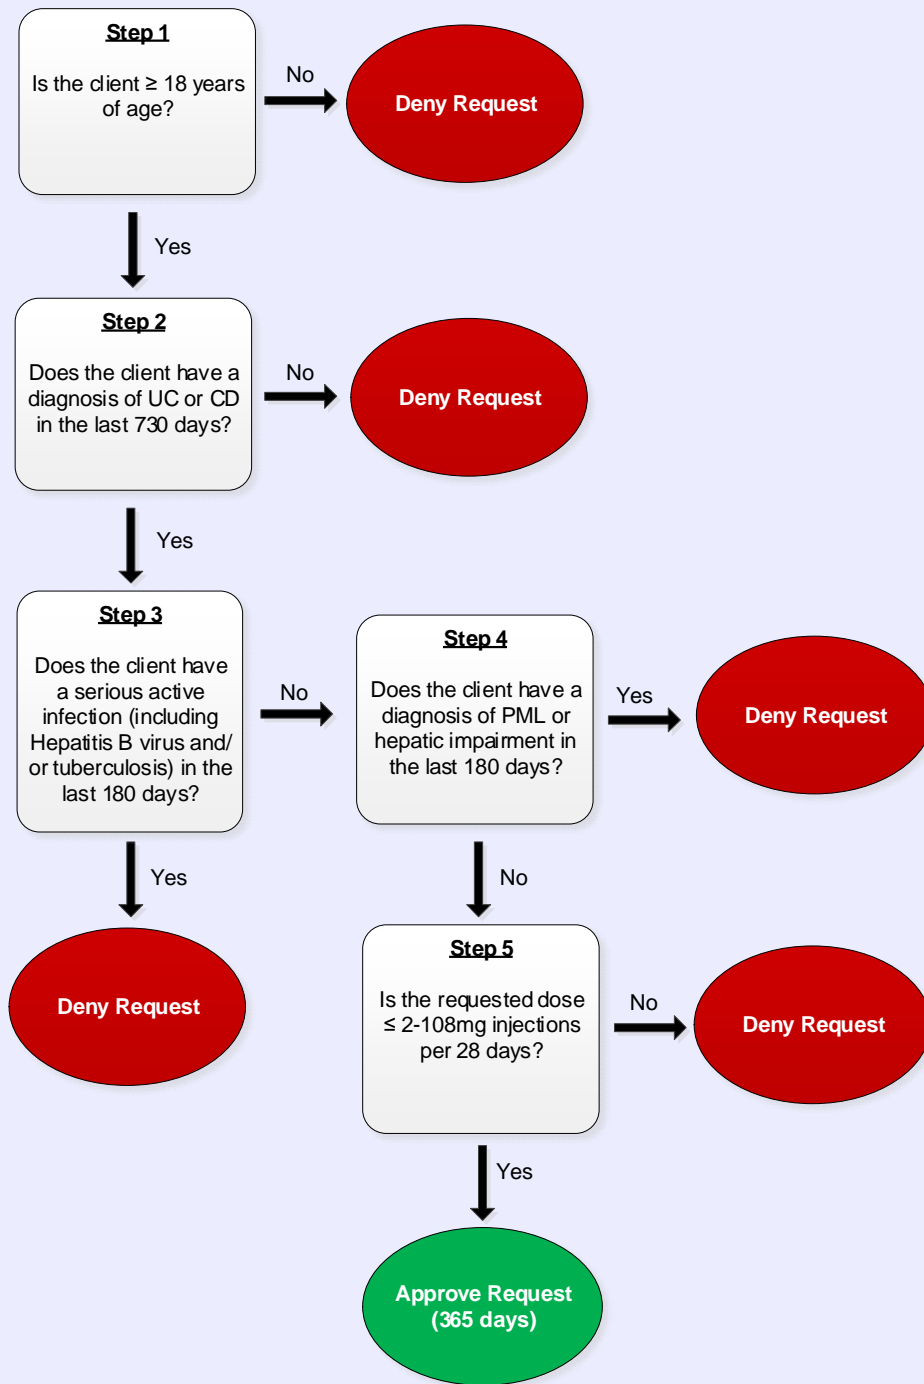 Step 1
Is the client ≥ 18 years
of age?
No
Deny Request
Yes
Step 2
Does the client have a
diagnosis of UC or CD
in the last 730 days?
No
Deny Request
Yes
Step 3
Does the client have
a serious active
infection (including
Hepatitis B virus and/
or tuberculosis) in the
last 180 days?
No
Step 4
Does the client have a
diagnosis of PML or
hepatic impairment in
the last 180 days?
Yes
Deny Request
Yes
Deny Request
No
Step 5
Is the requested dose
≤ 2-108mg injections
per 28 days?
No
Deny Request
Yes
Approve Request
(365 days)